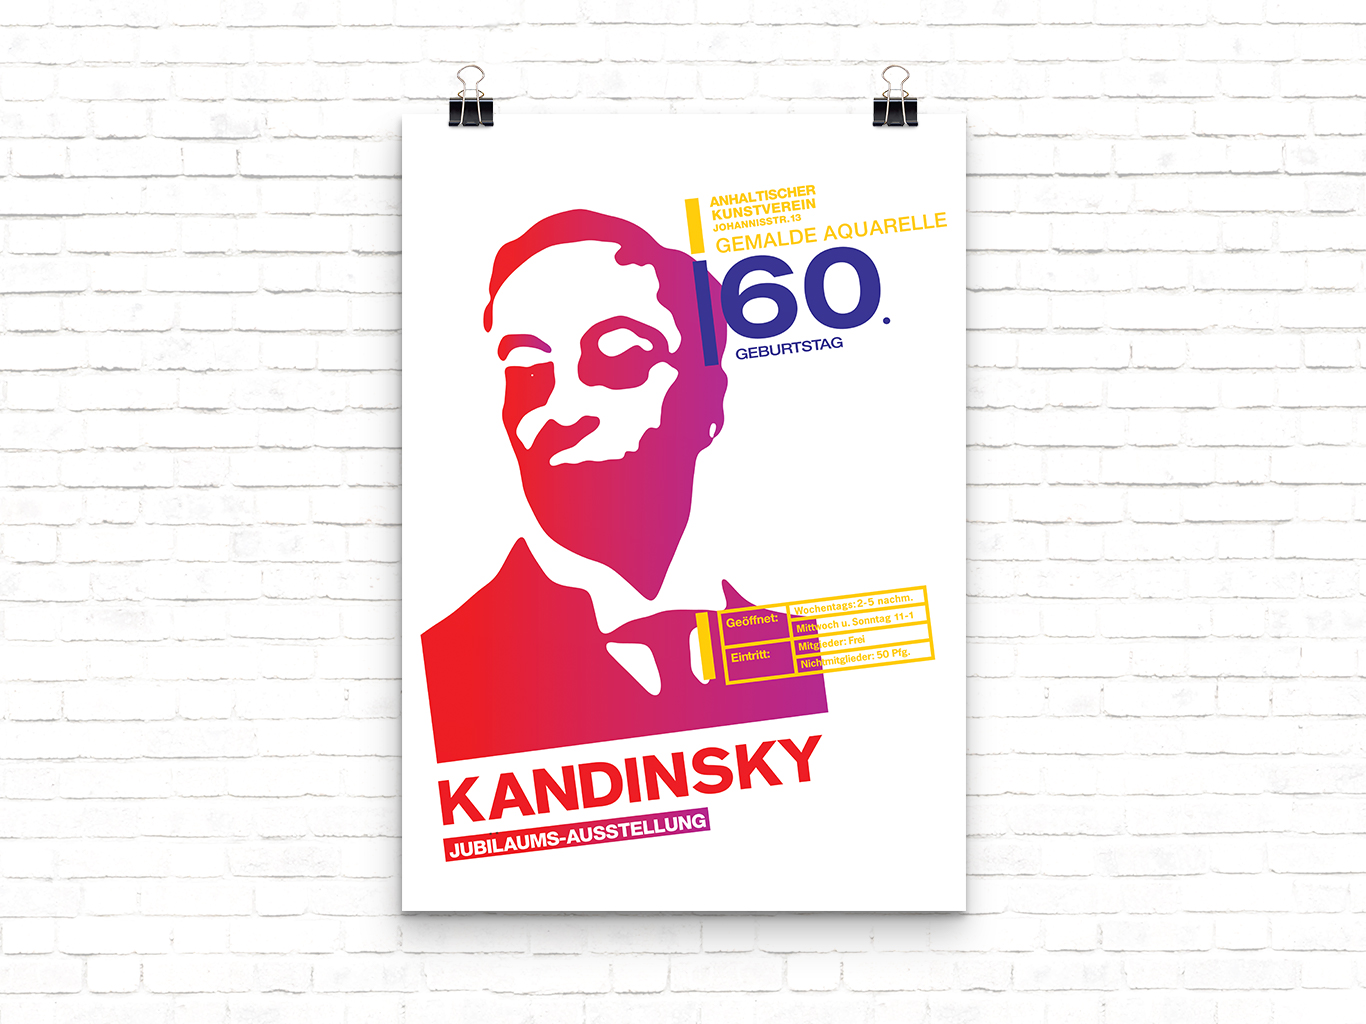 ANHALTISCHER
KUNSTVEREIN
JOHANNISSTR.13
GEMALDE AQUARELLE
60.
GEBURTSTAG
Geöffnet:
Wochentags: 2-5 nachm.
Mittwoch u. Sonntag 11-1
Eintritt:
Mitglieder: Frei
Nichtmitglieder: 50 Pfg.
KANDINSKY
JUBILAUMS-AUSSTELLUNG